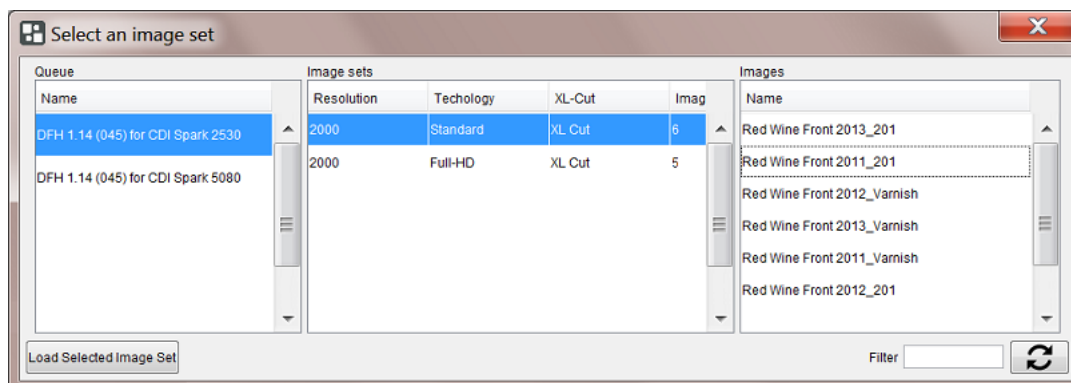 Select an image set
Queue Image sets Images
Name Resolution Techology XL-Cut Imag Name
DFH 1.14 (045) for CDI Spark 2530 2000 Standard XL Cut 6 Red Wine Front 2013_201
DFH 1.14 (045) for CDI Spark 5080 2000 Full-HD XL Cut 5 Red Wine Front 2011_201
Red Wine Front 2012_Varnish
Red Wine Front 2013_Varnish
Red Wine Front 2011_Varnish
Red Wine Front 2012_201
Load Selected Image Set Filter